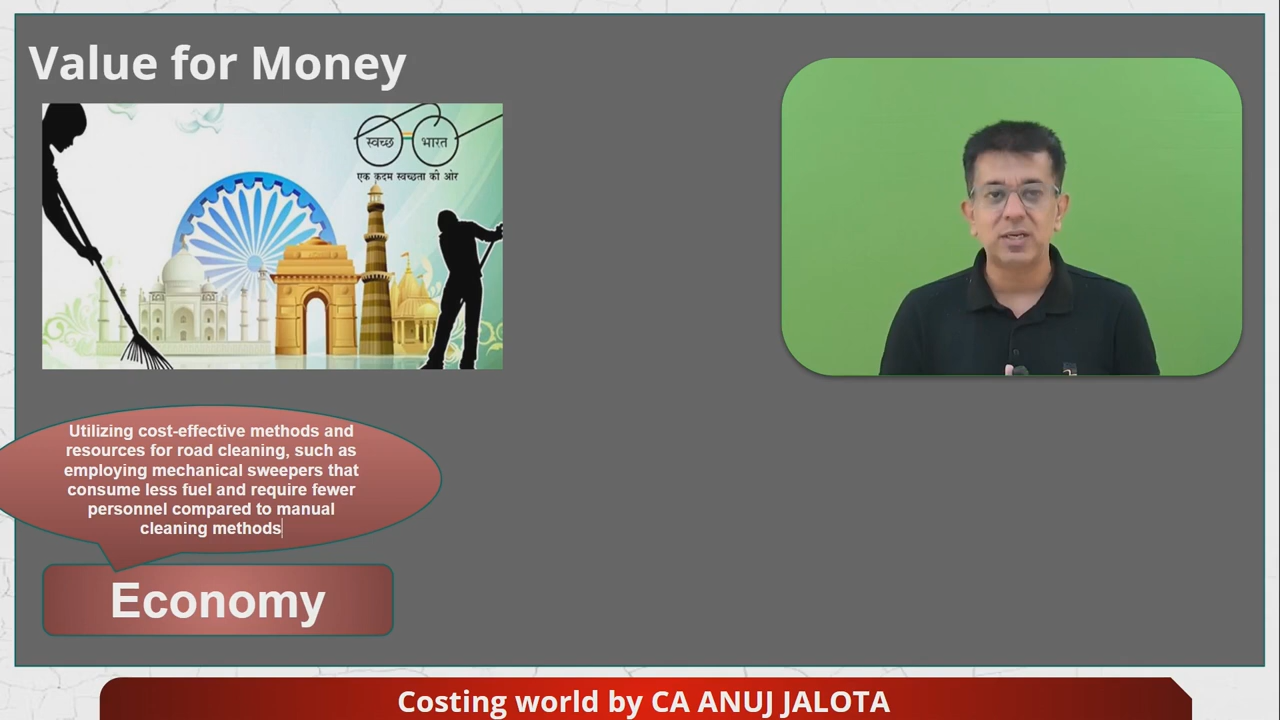 Value for Money
स्वच्छ भारत
एक कदम स्वच्छता की ओर
Utilizing cost-effective methods and
resources for road cleaning, such as
employing mechanical sweepers that
consume less fuel and require fewer
personnel compared to manual
cleaning methods
Economy
Costing world by CA ANUJ JALOTA